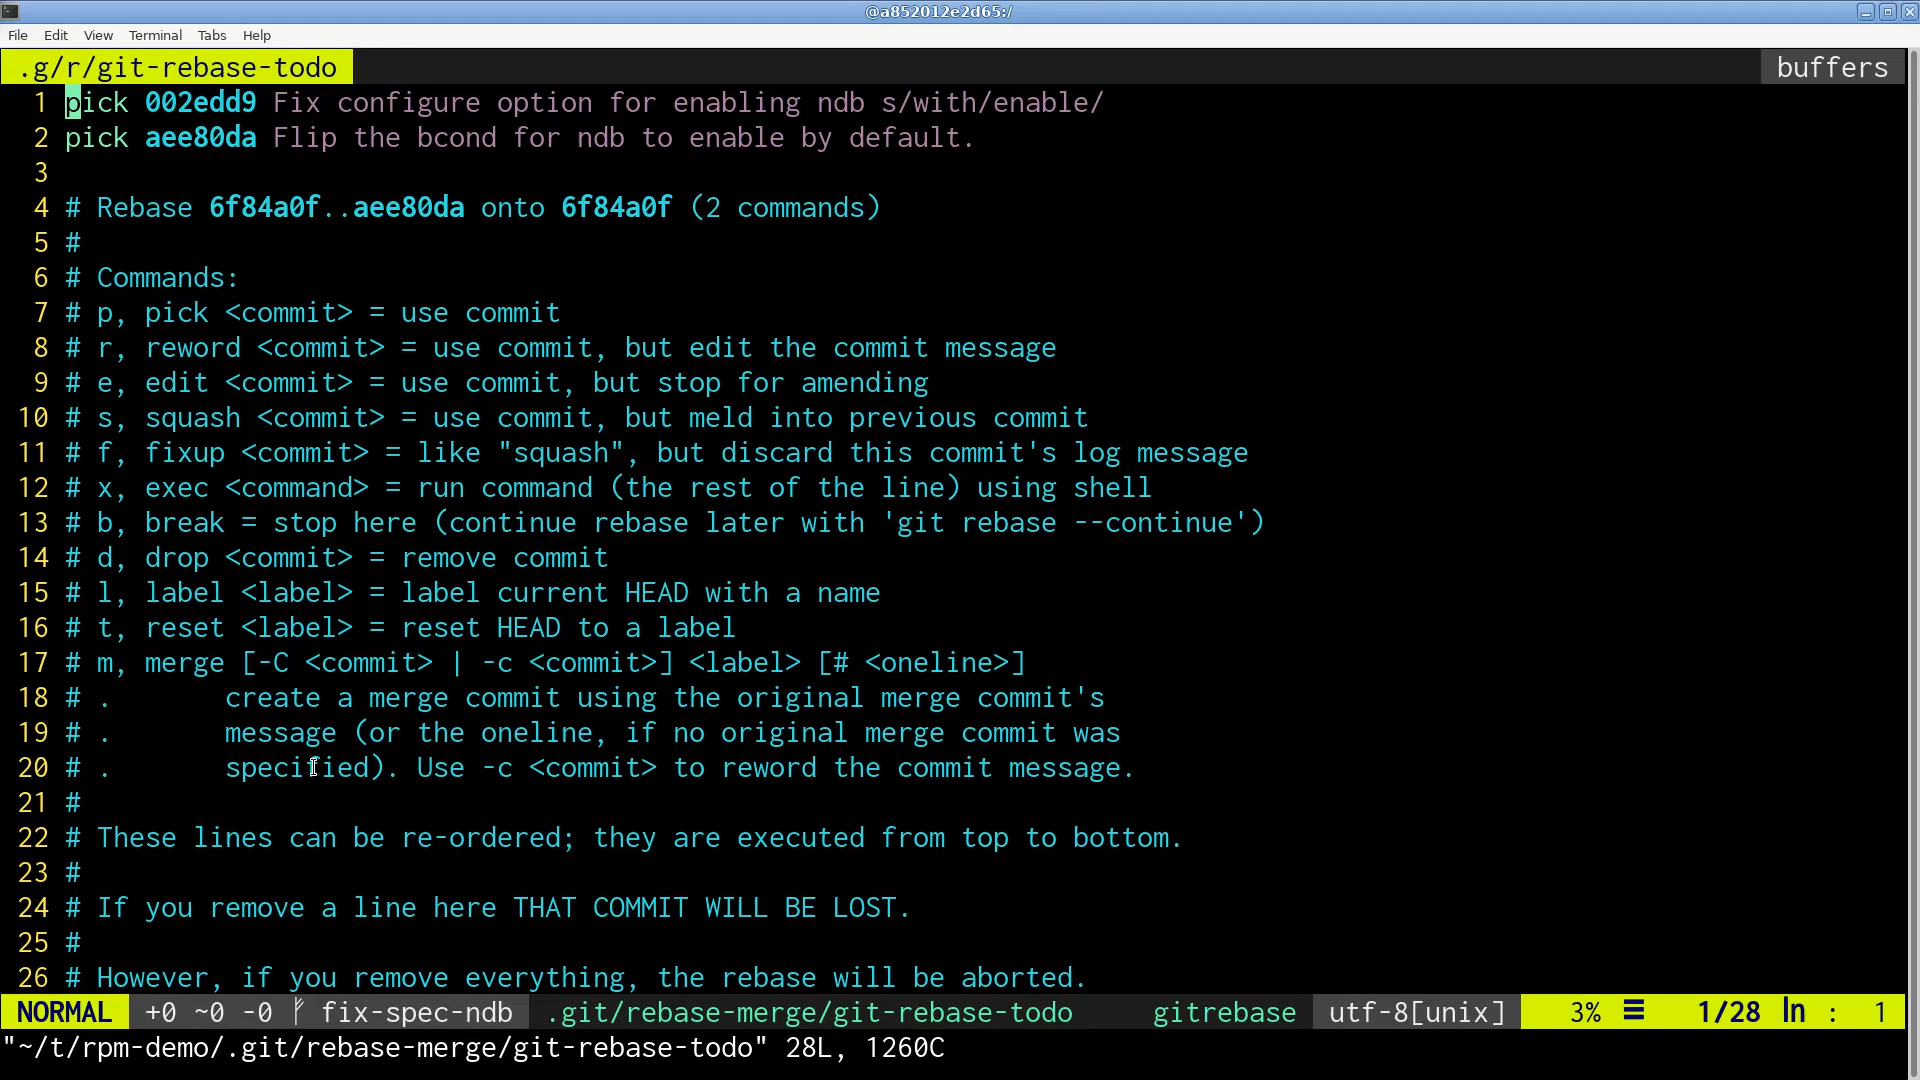 @a852012e2d65:/
File Edit View Terminal Tabs Help
.g/r/git-rebase-todo buffers
1 pick 002edd9 Fix configure option for enabling ndb s/with/enable/
2 pick aee80da Flip the bcond for ndb to enable by default.
3
4 # Rebase 6f84a0f..aee80da onto 6f84a0f (2 commands)
5 #
6 # Commands:
7 # p, pick <commit> = use commit
8 # r, reword <commit> = use commit, but edit the commit message
9 # e, edit <commit> = use commit, but stop for amending
10 # s, squash <commit> = use commit, but meld into previous commit
11 # f, fixup <commit> = like "squash", but discard this commit's log message
12 # x, exec <command> = run command (the rest of the line) using shell
13 # b, break = stop here (continue rebase later with 'git rebase --continue')
14 # d, drop <commit> = remove commit
15 # l, label <label> = label current HEAD with a name
16 # t, reset <label> = reset HEAD to a label
17 # m, merge [-C <commit> | -c <commit>] <label> [# <oneline>]
18 # .       create a merge commit using the original merge commit's
19 # .       message (or the oneline, if no original merge commit was
20 # .       specified). Use -c <commit> to reword the commit message.
21 #
22 # These lines can be re-ordered; they are executed from top to bottom.
23 #
24 # If you remove a line here THAT COMMIT WILL BE LOST.
25 #
26 # However, if you remove everything, the rebase will be aborted.
NORMAL +0 ~0 -0 ᚠ fix-spec-ndb .git/rebase-merge/git-rebase-todo gitrebase utf-8[unix] 3% ☰ 1/28 ㏑ : 1
"~/t/rpm-demo/.git/rebase-merge/git-rebase-todo" 28L, 1260C